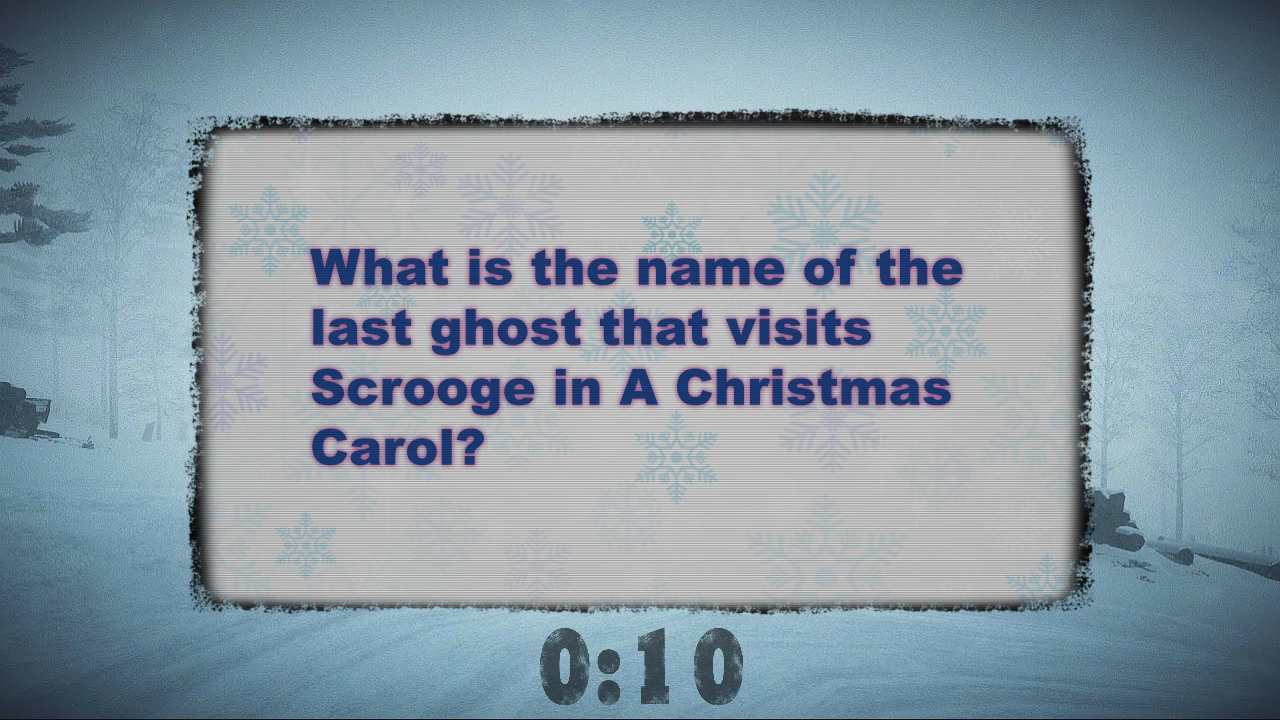 What is the name of the
last ghost that visits
Scrooge in A Christmas
Carol?
0:10